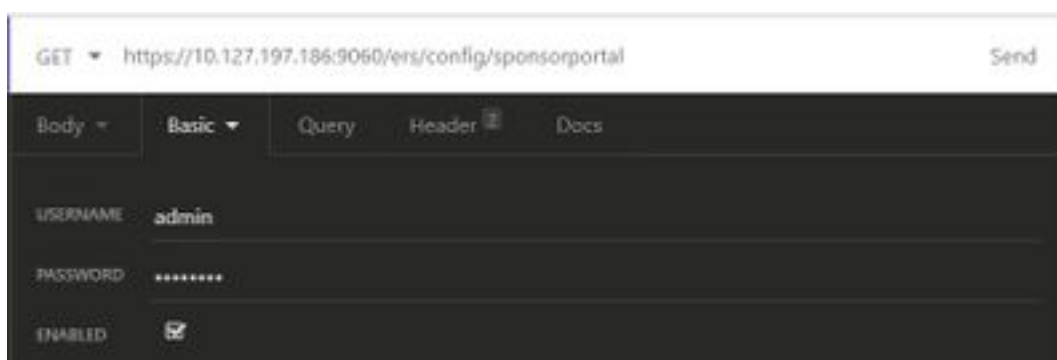 GET https://10.127.197.186:9060/ers/config/sponsorportal Send
Body Basic Query Header 2 Docs
USERNAME admin
PASSWORD ••••••••
ENABLED